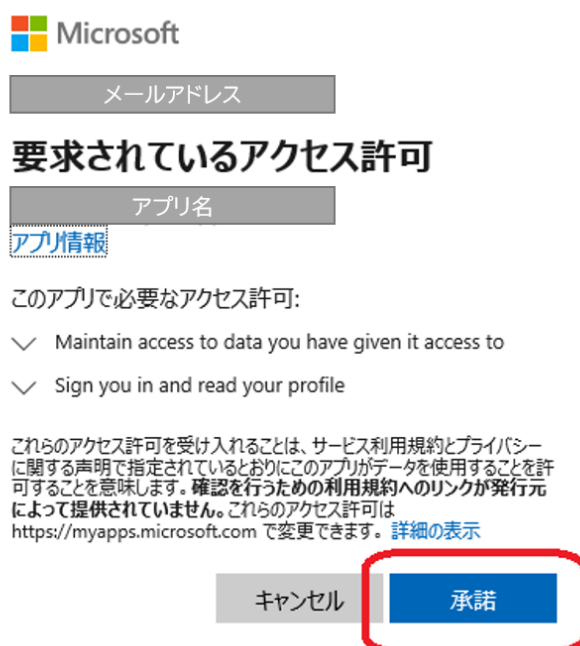 Microsoft
メールアドレス
要求されているアクセス許可
アプリ名
アプリ情報
このアプリで必要なアクセス許可:
Maintain access to data you have given it access to
Sign you in and read your profile
これらのアクセス許可を受け入れることは、サービス利用規約とプライバシー
に関する声明で指定されているとおりにこのアプリがデータを使用することを許
可することを意味します。確認を行うための利用規約へのリンクが発行元
によって提供されていません。これらのアクセス許可は
https://myapps.microsoft.com で変更できます。詳細の表示
キャンセル 承諾